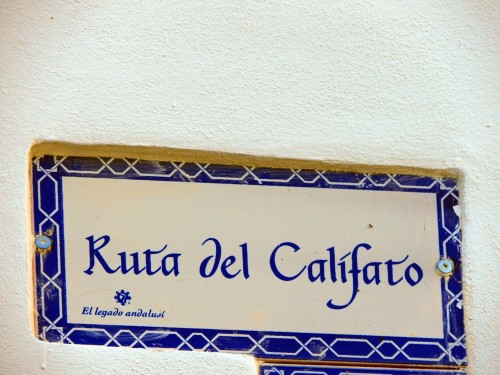 Ruta del Califato
El legado andalusí